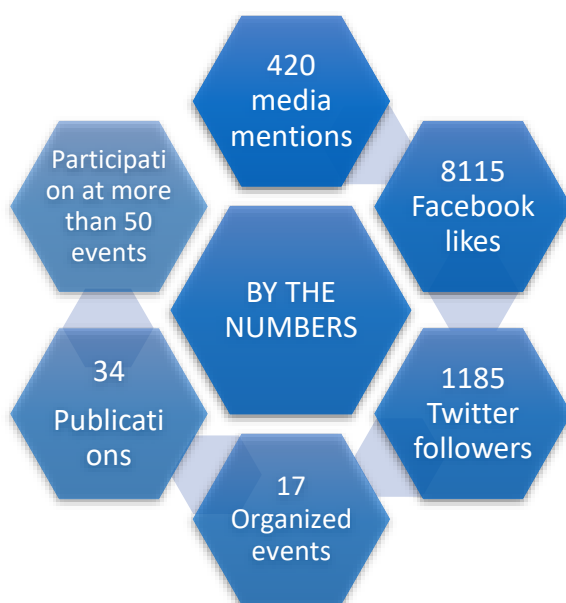 420
media
mentions
8115
Facebook
likes
1185
Twitter
followers
17
Organized
events
34
Publicati
ons
Participati
on at more
than 50
events
BY THE
NUMBERS